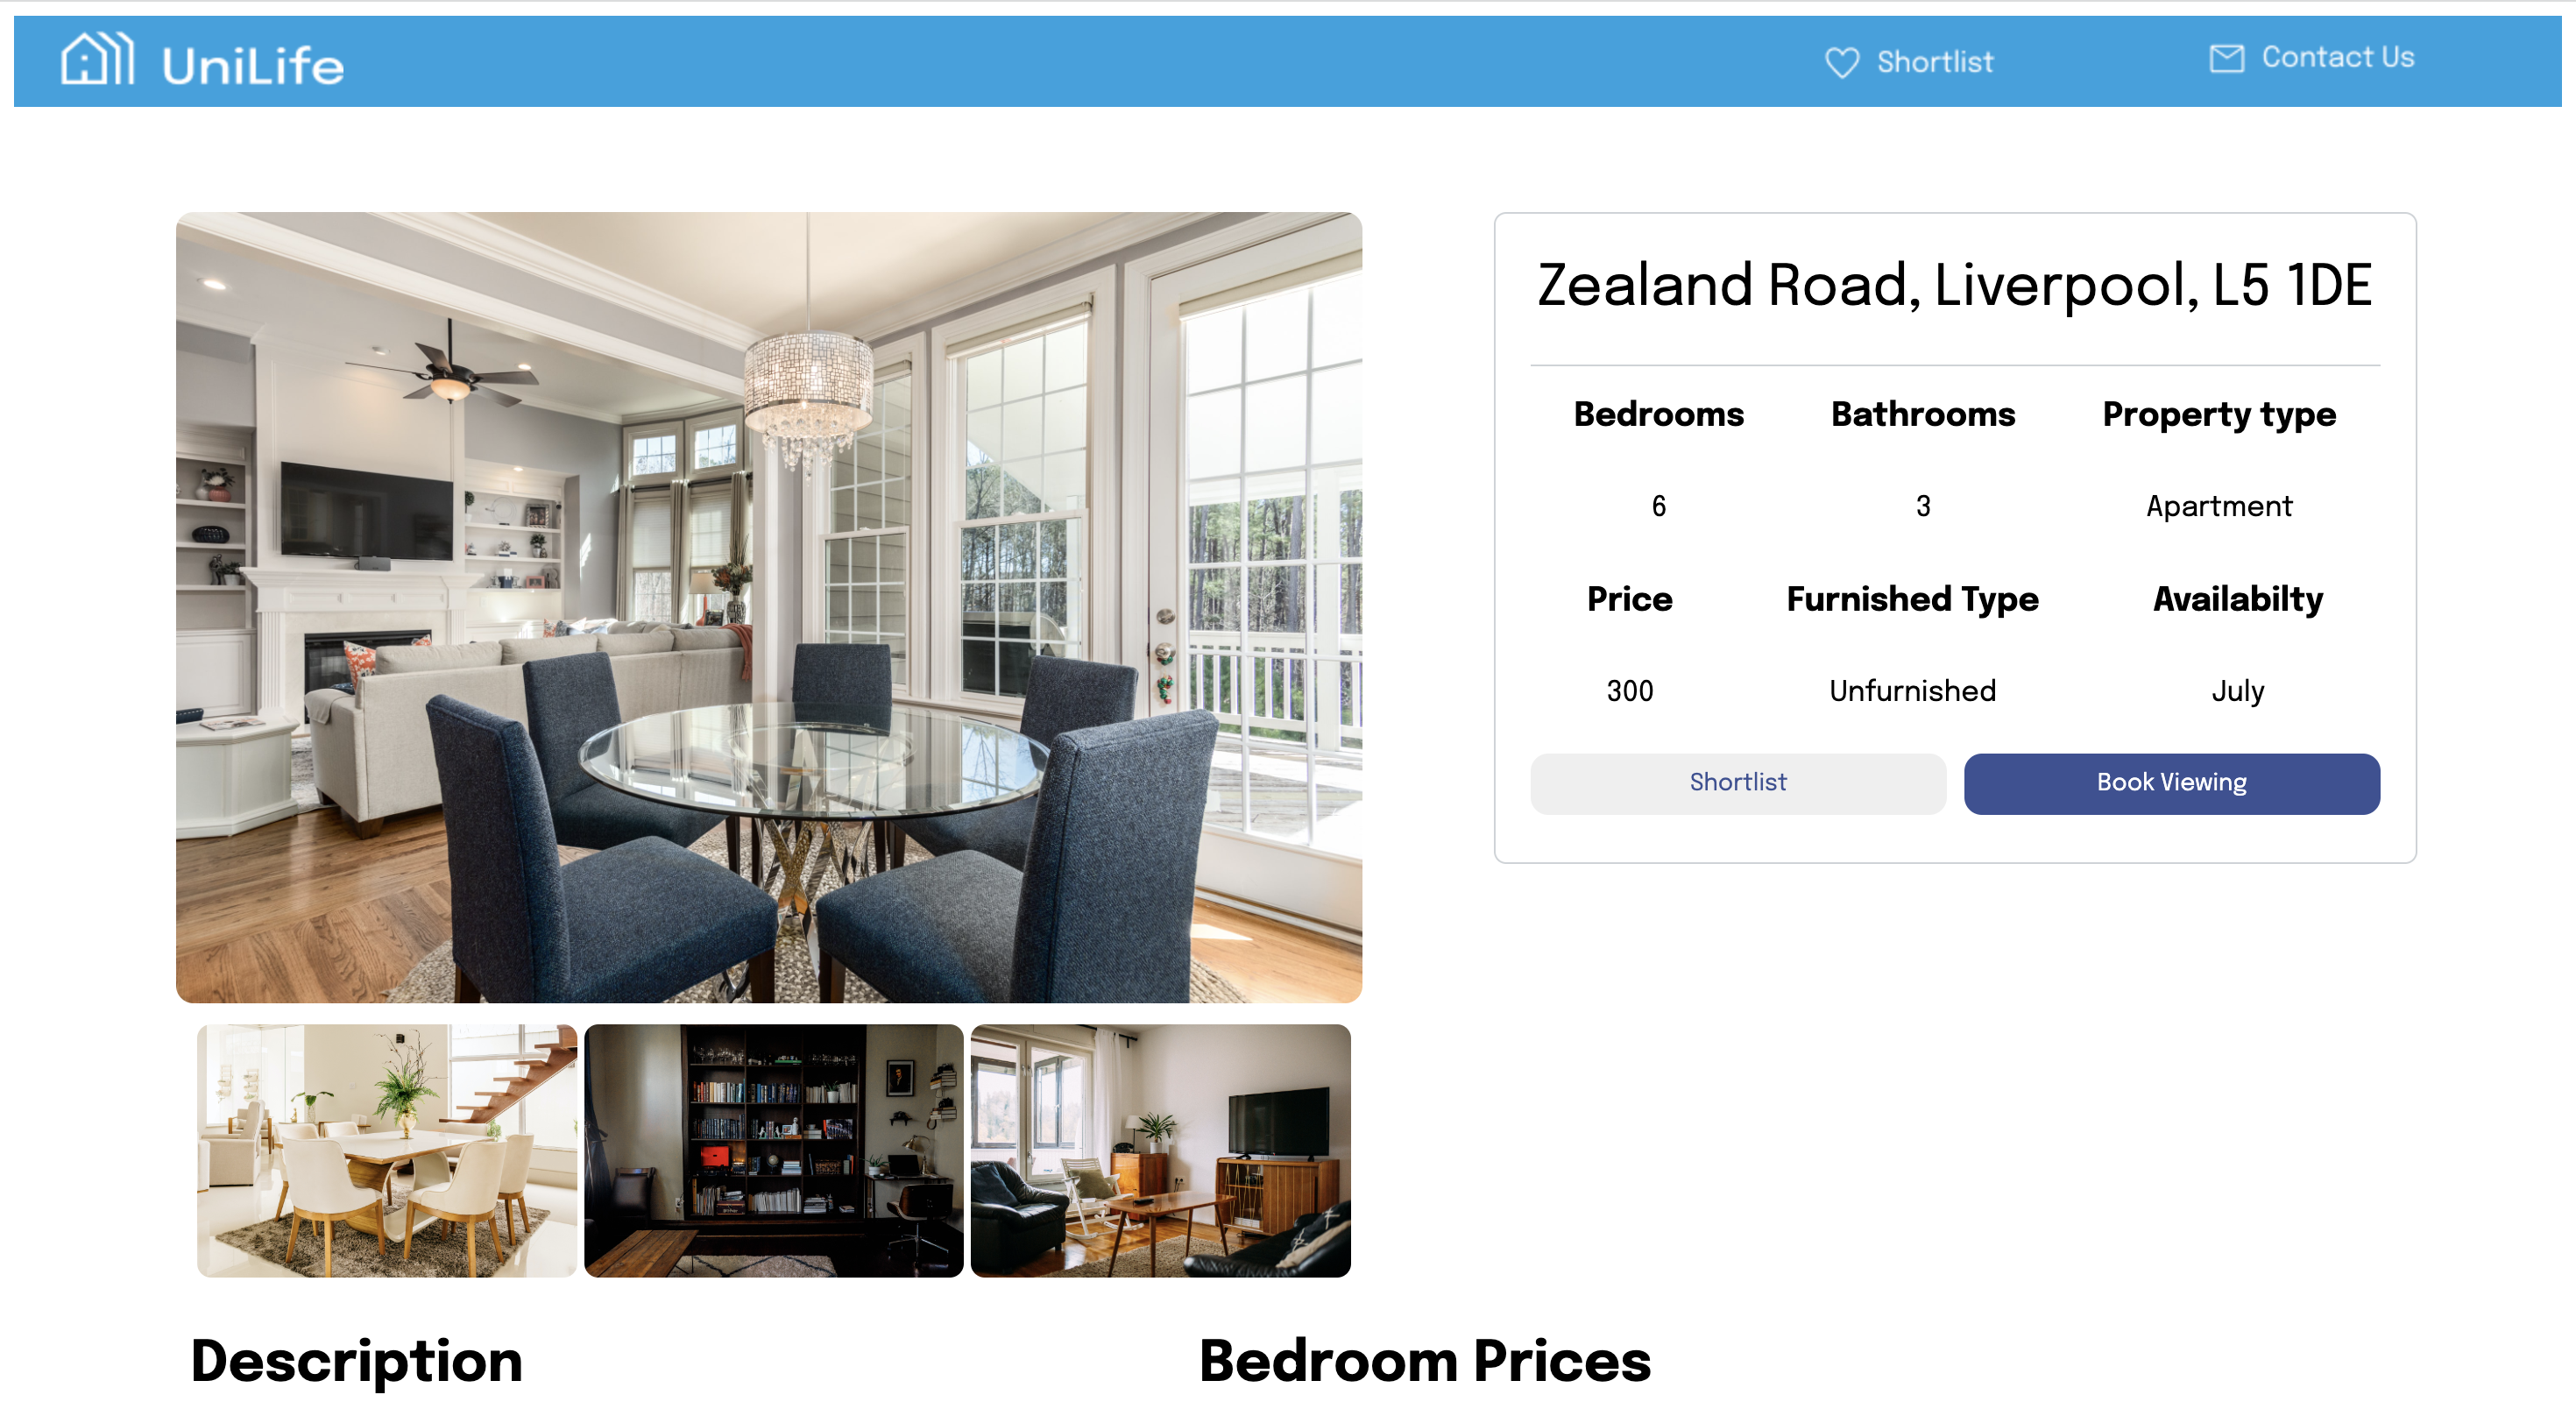 UniLife
Shortlist
Contact Us
Zealand Road, Liverpool, L5 1DE
Bedrooms Bathrooms Property type
6 3 Apartment
Price Furnished Type Availabilty
300 Unfurnished July
Shortlist Book Viewing
Description Bedroom Prices